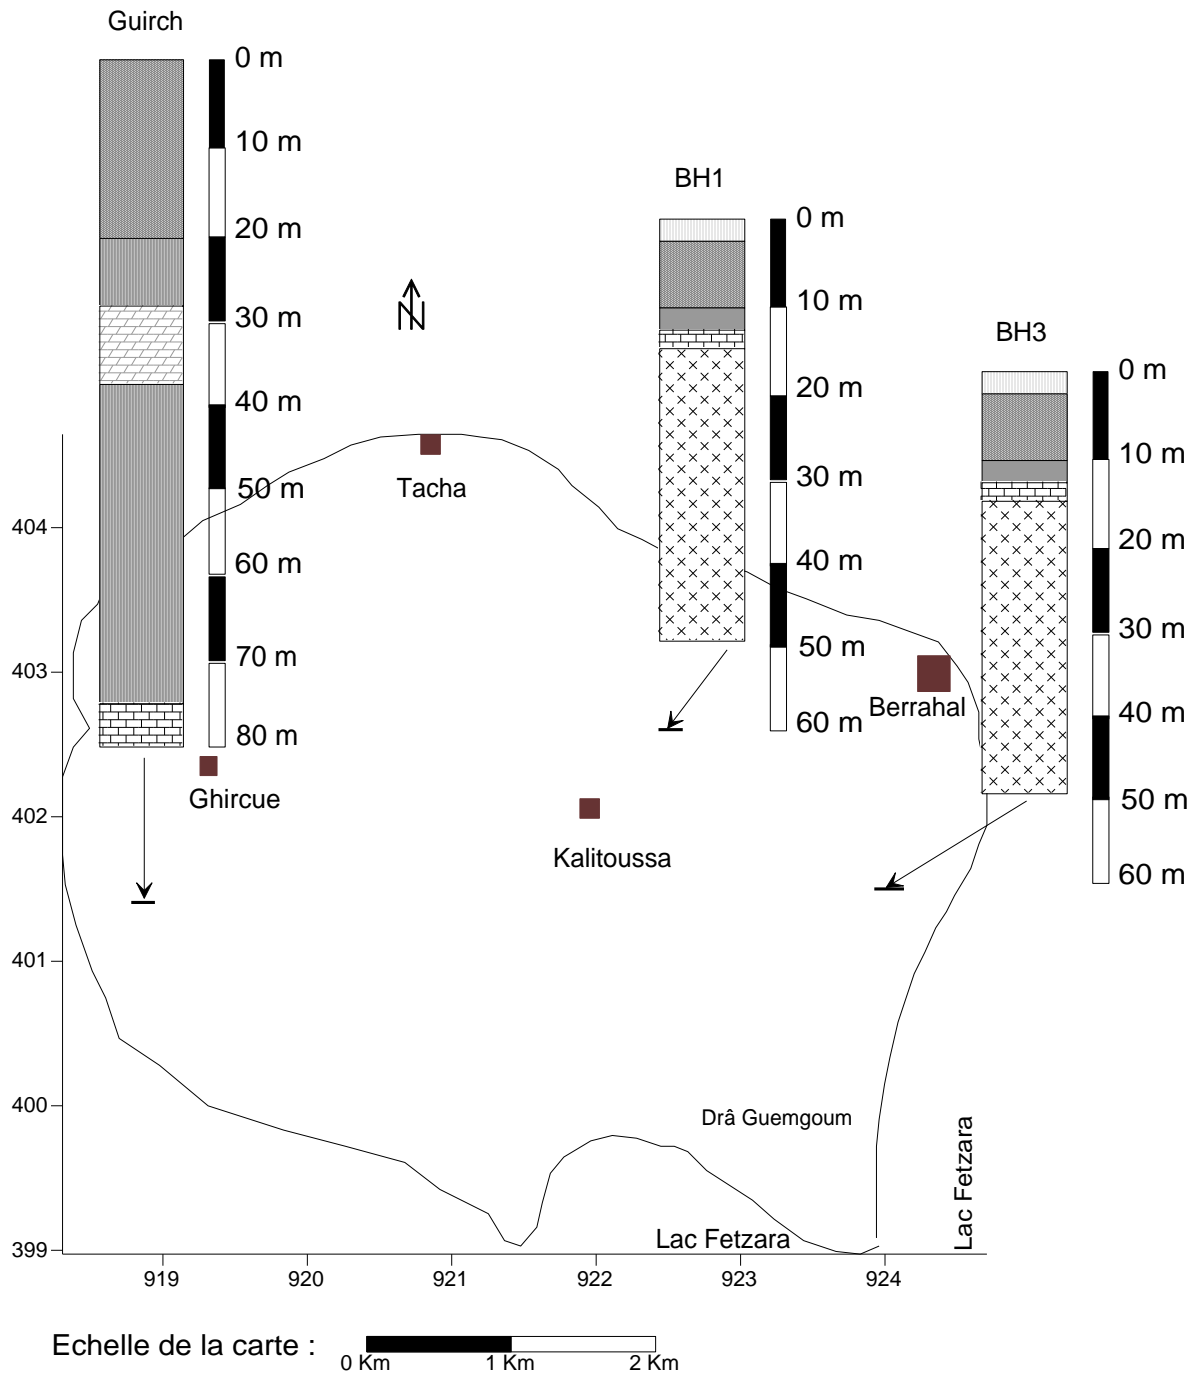 Guirch
0 m
10 m
20 m
30 m
40 m
50 m
60 m
70 m
80 m
BH1
0 m
10 m
20 m
30 m
40 m
50 m
60 m
BH3
0 m
10 m
20 m
30 m
40 m
50 m
60 m
N
Tacha
Berrahal
Ghircue
Kalitoussa
Drâ Guemgoum
Lac Fetzara
Lac Fetzara
404
403
402
401
400
399
919 920 921 922 923 924
Echelle de la carte :
0 Km 1 Km 2 Km